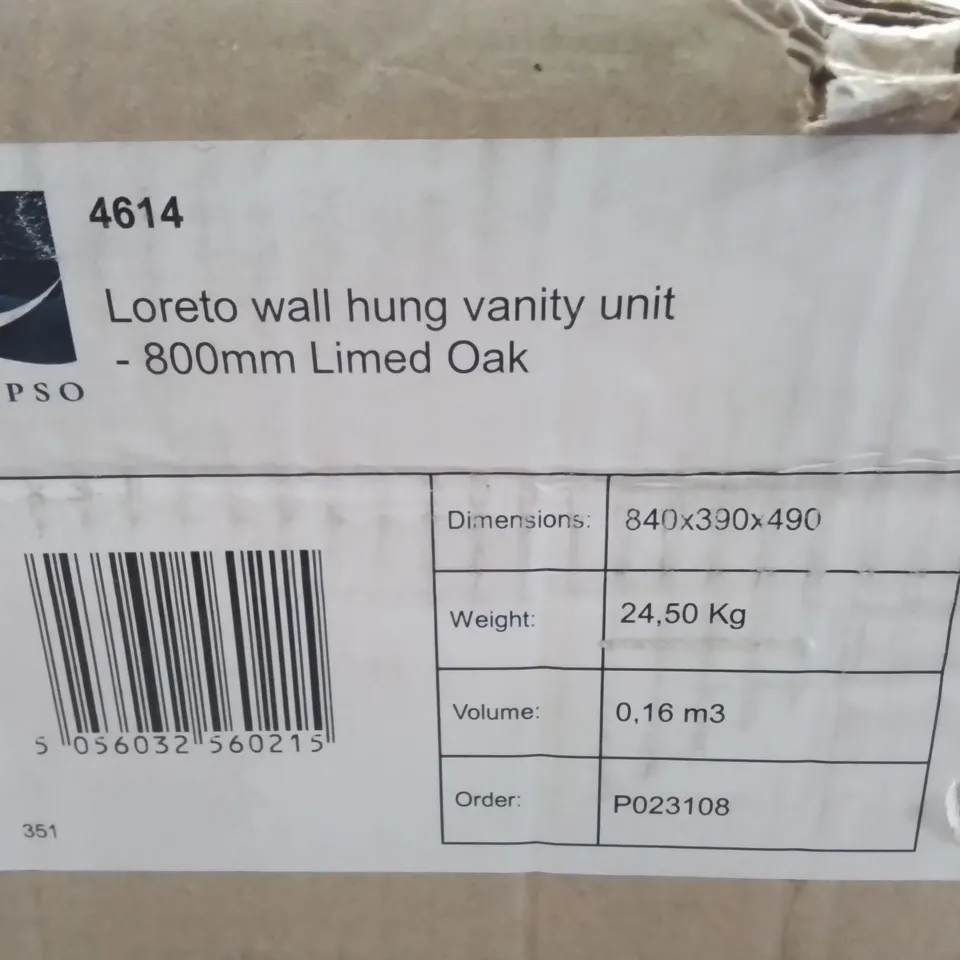 4614
Loreto wall hung vanity unit
- 800mm Limed Oak
PSO
Dimensions: 840x390x490
Weight: 24,50 Kg
Volume: 0,16 m3
Order: P023108
5 056032 560215
351